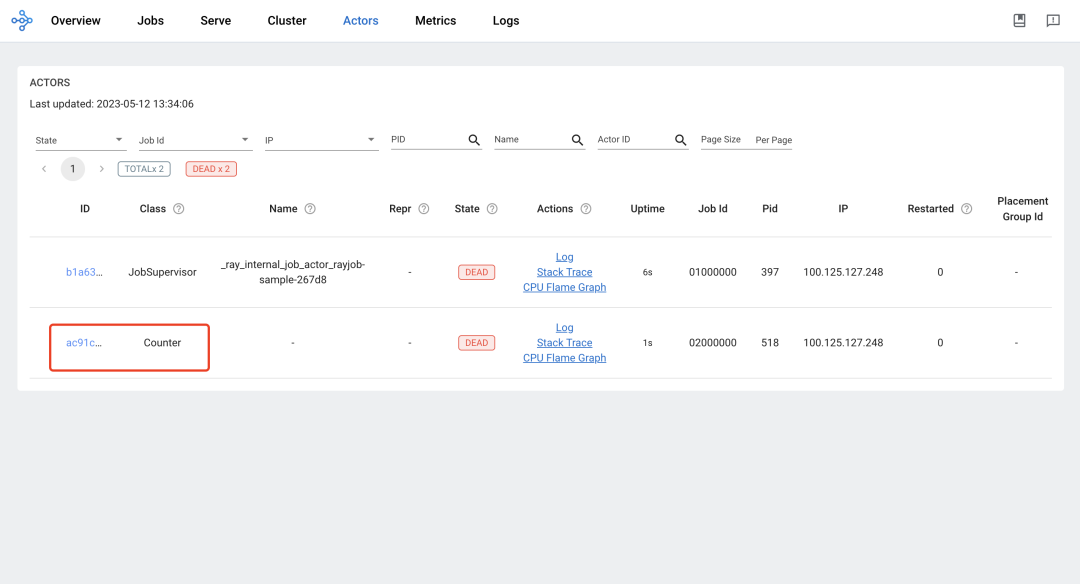 Overview Jobs Serve Cluster Actors Metrics Logs
ACTORS
Last updated: 2023-05-12 13:34:06
State Job Id IP PID Name Actor ID Page Size Per Page
1 TOTALx 2 DEAD x 2
ID Class Name Repr State Actions Uptime Job Id Pid IP Restarted Placement
Group Id
b1a63... JobSupervisor _ray_internal_job_actor_rayjob-
sample-267d8 - DEAD Log
Stack Trace
CPU Flame Graph 6s 01000000 397 100.125.127.248 0 -
ac91c... Counter - - DEAD Log
Stack Trace
CPU Flame Graph 1s 02000000 518 100.125.127.248 0 -